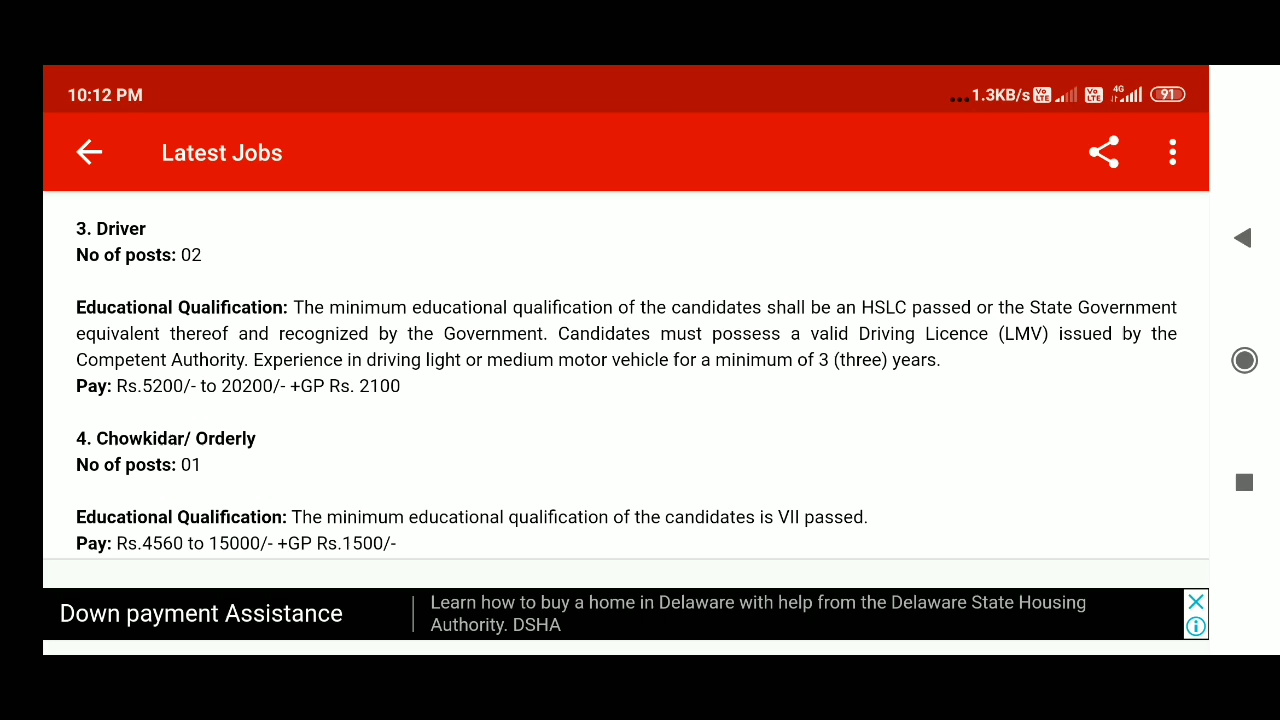 10:12 PM
1.3KB/s Vo LTE Vo LTE 4G 91
Latest Jobs
3. Driver
No of posts: 02
Educational Qualification: The minimum educational qualification of the candidates shall be an HSLC passed or the State Government
equivalent thereof and recognized by the Government. Candidates must possess a valid Driving Licence (LMV) issued by the
Competent Authority. Experience in driving light or medium motor vehicle for a minimum of 3 (three) years.
Pay: Rs.5200/- to 20200/- +GP Rs. 2100
4. Chowkidar/ Orderly
No of posts: 01
Educational Qualification: The minimum educational qualification of the candidates is VII passed.
Pay: Rs.4560 to 15000/- +GP Rs.1500/-
Down payment Assistance
Learn how to buy a home in Delaware with help from the Delaware State Housing
Authority. DSHA